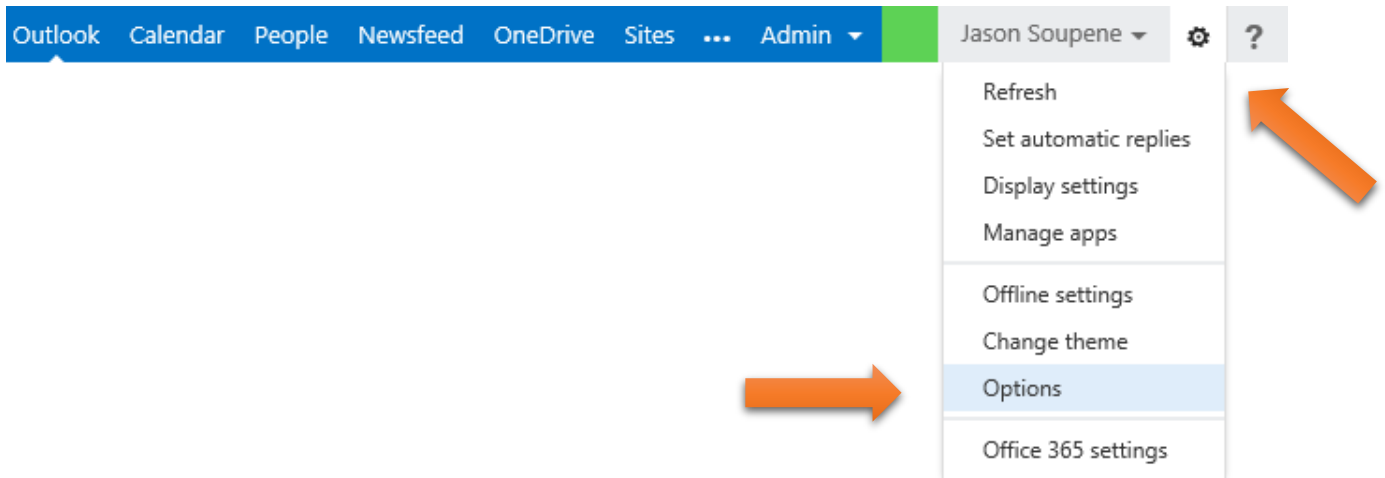 Outlook Calendar People Newsfeed OneDrive Sites ... Admin Jason Soupene ?
Refresh
Set automatic replies
Display settings
Manage apps
Offline settings
Change theme
Options
Office 365 settings